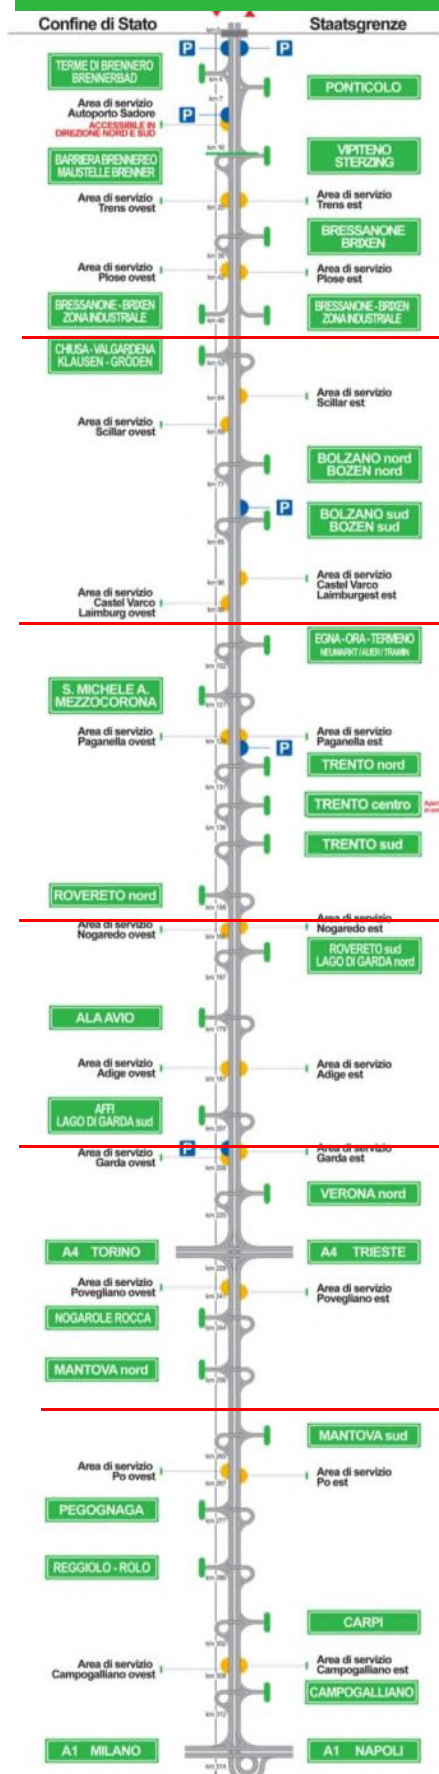 Confine di Stato
Staatsgrenze
P
P
TERME DI BRENNERO
BRENNERBAD
PONTICOLO
Area di servizio
Autoporto Sadore
ACCESSIBILE IN
DIREZIONE NORD E SUD
P
BARRIERA BRENNEREO
MAUSTELLE BRENNER
VIPITENO
STERZING
Area di servizio
Trens ovest
Area di servizio
Trens est
BRESSANONE
BRIXEN
Area di servizio
Plose ovest
Area di servizio
Plose est
BRESSANONE - BRIXEN
ZONA INDUSTRIALE
BRESSANONE - BRIXEN
ZONA INDUSTRIALE
CHIUSA - VALGARDENA
KLAUSEN - GRÖDEN
Area di servizio
Scillar est
Area di servizio
Scillar ovest
BOLZANO nord
BOZEN nord
P
BOLZANO sud
BOZEN sud
Area di servizio
Castel Varco
Laimburgest est
Area di servizio
Castel Varco
Laimburg ovest
EGNA - ORA - TERMENO
NEUMARKT / AUER / TRAMIN
S. MICHELE A.
MEZZOCORONA
Area di servizio
Paganella ovest
Area di servizio
Paganella est
P
TRENTO nord
TRENTO centro
TRENTO sud
ROVERETO nord
Area di servizio
Nogaredo ovest
Area di servizio
Nogaredo est
ROVERETO sud
LAGO DI GARDA nord
ALA AVIO
Area di servizio
Adige ovest
Area di servizio
Adige est
AFFI
LAGO DI GARDA sud
P
Area di servizio
Garda ovest
Area di servizio
Garda est
VERONA nord
A4 TORINO
A4 TRIESTE
Area di servizio
Povegliano ovest
Area di servizio
Povegliano est
NOGAROLE ROCCA
MANTOVA nord
MANTOVA sud
Area di servizio
Po ovest
Area di servizio
Po est
PEGOGNAGA
REGGIOLO - ROLO
CARPI
Area di servizio
Campogalliano ovest
Area di servizio
Campogalliano est
CAMPOGALLIANO
A1 MILANO
A1 NAPOLI